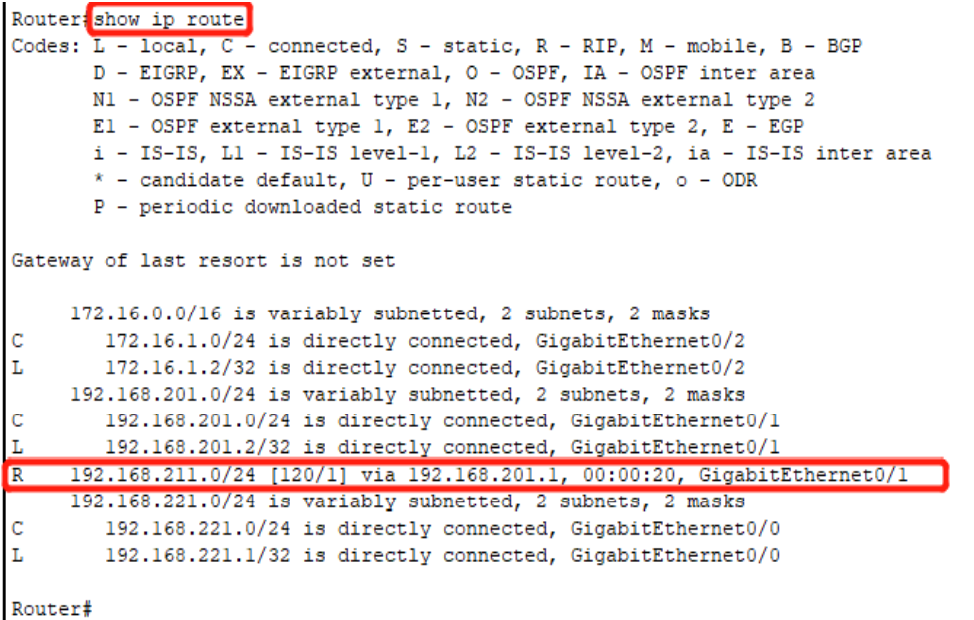 Router#show ip route
Codes: L - local, C - connected, S - static, R - RIP, M - mobile, B - BGP
       D - EIGRP, EX - EIGRP external, O - OSPF, IA - OSPF inter area
       N1 - OSPF NSSA external type 1, N2 - OSPF NSSA external type 2
       E1 - OSPF external type 1, E2 - OSPF external type 2, E - EGP
       i - IS-IS, L1 - IS-IS level-1, L2 - IS-IS level-2, ia - IS-IS inter area
       * - candidate default, U - per-user static route, o - ODR
       P - periodic downloaded static route

Gateway of last resort is not set

     172.16.0.0/16 is variably subnetted, 2 subnets, 2 masks
C       172.16.1.0/24 is directly connected, GigabitEthernet0/2
L       172.16.1.2/32 is directly connected, GigabitEthernet0/2
     192.168.201.0/24 is variably subnetted, 2 subnets, 2 masks
C       192.168.201.0/24 is directly connected, GigabitEthernet0/1
L       192.168.201.2/32 is directly connected, GigabitEthernet0/1
R    192.168.211.0/24 [120/1] via 192.168.201.1, 00:00:20, GigabitEthernet0/1
     192.168.221.0/24 is variably subnetted, 2 subnets, 2 masks
C       192.168.221.0/24 is directly connected, GigabitEthernet0/0
L       192.168.221.1/32 is directly connected, GigabitEthernet0/0

Router#